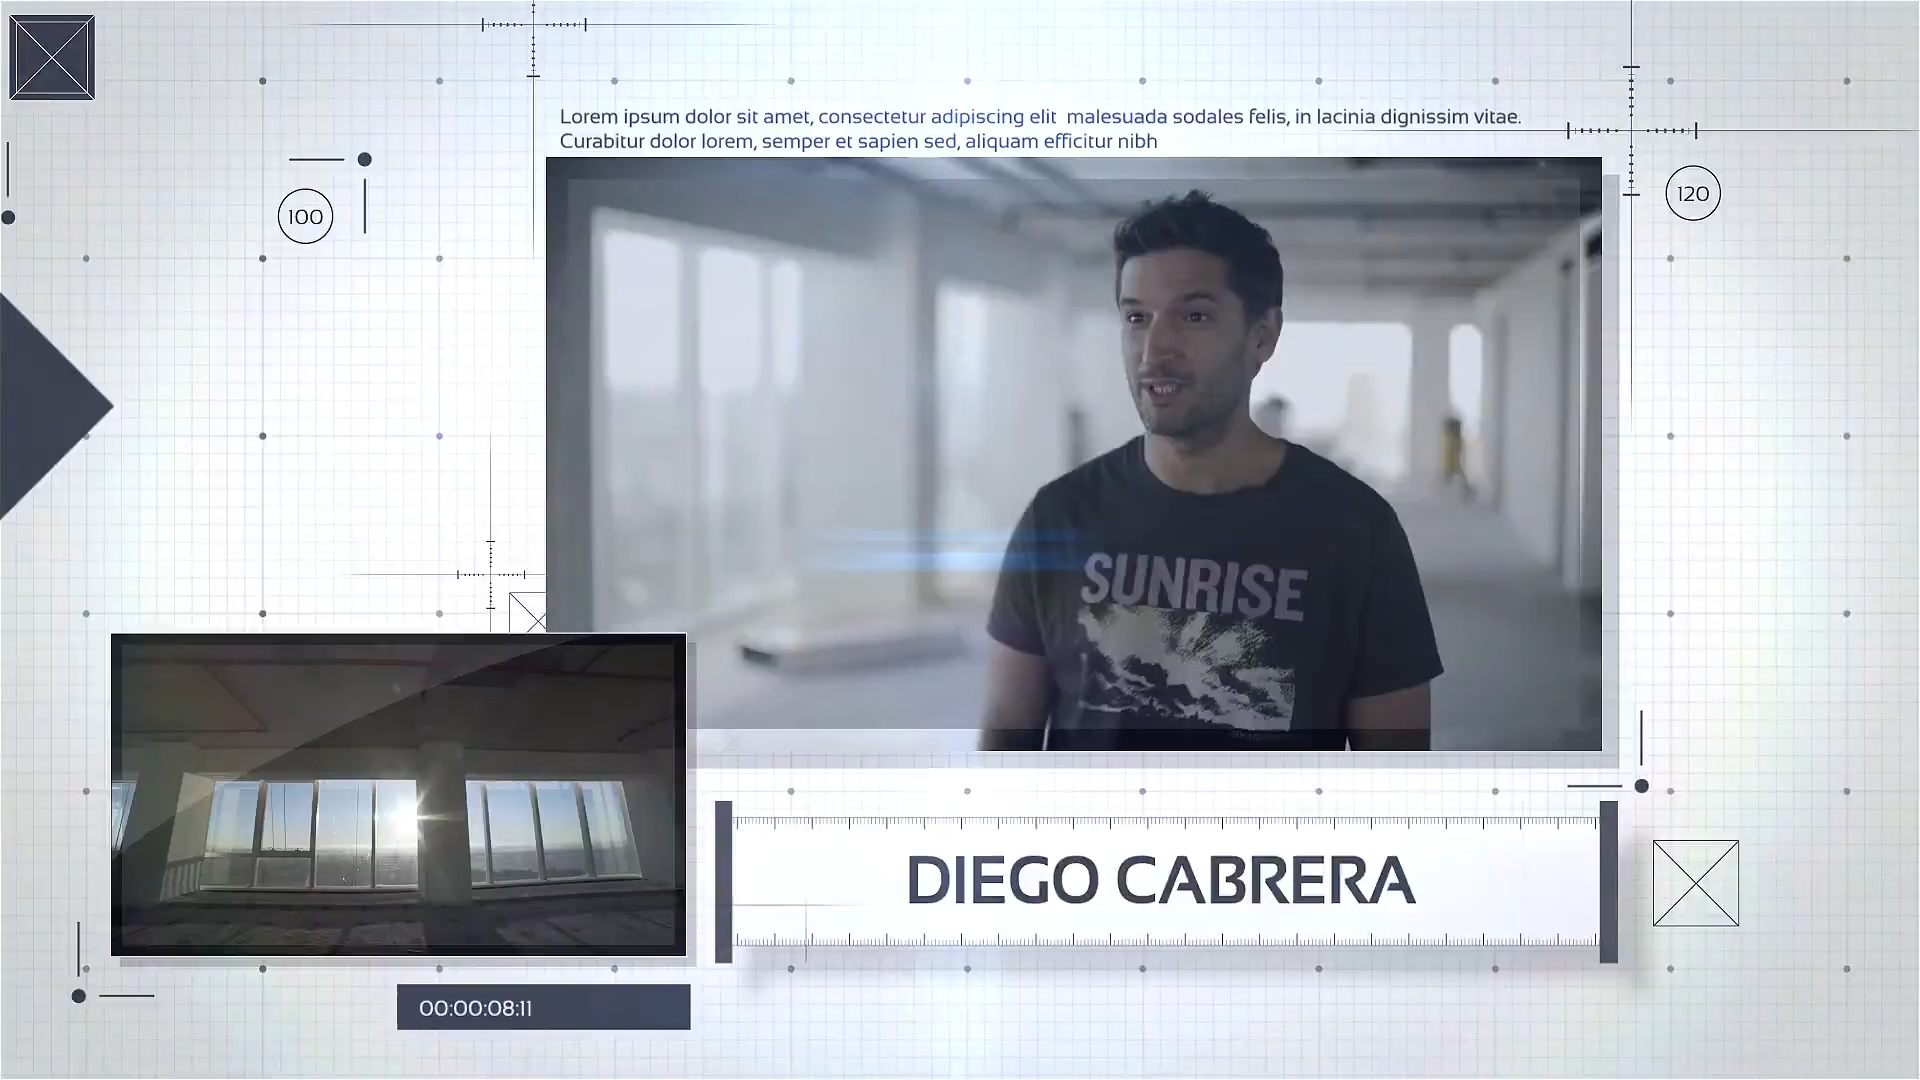 Lorem ipsum dolor sit amet, consectetur adipiscing elit  malesuada sodales felis, in lacinia dignissim vitae.
Curabitur dolor lorem, semper et sapien sed, aliquam efficitur nibh
100
120
SUNRISE
DIEGO CABRERA
00:00:08:11